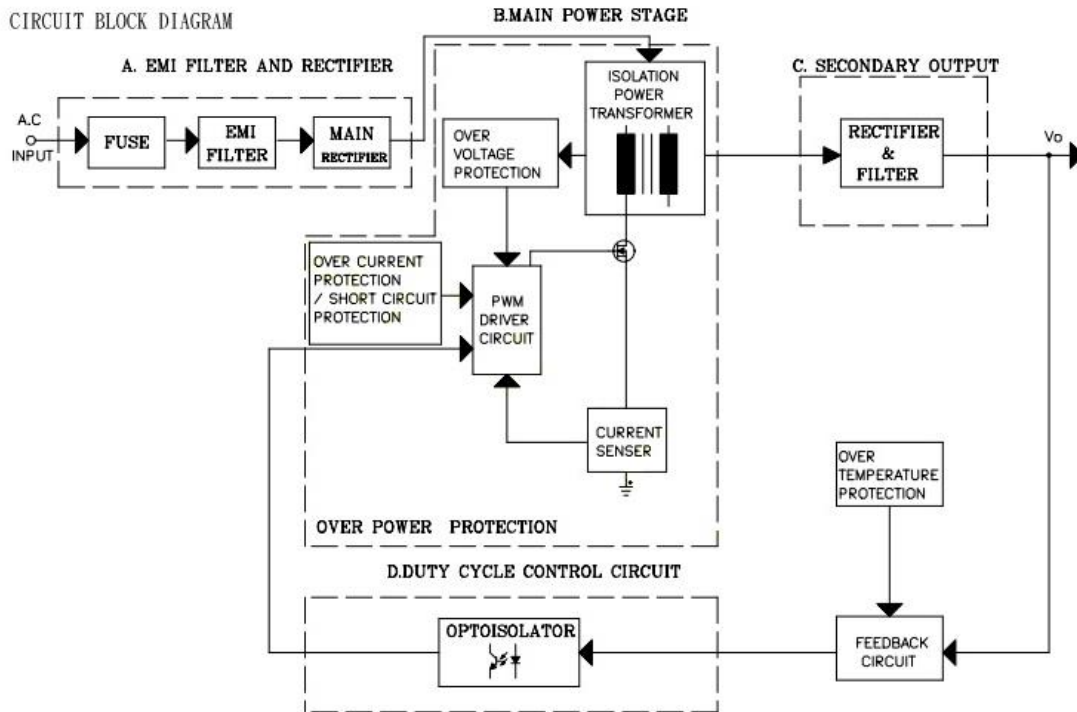 CIRCUIT BLOCK DIAGRAM
B.MAIN POWER STAGE
A. EMI FILTER AND RECTIFIER
C. SECONDARY OUTPUT
A.C
INPUT
FUSE
EMI
FILTER
MAIN
RECTIFIER
OVER
VOLTAGE
PROTECTION
ISOLATION
POWER
TRANSFORMER
RECTIFIER
&
FILTER
Vo
OVER CURRENT
PROTECTION
/ SHORT CIRCUIT
PROTECTION
PWM
DRIVER
CIRCUIT
CURRENT
SENSER
OVER
TEMPERATURE
PROTECTION
OVER POWER PROTECTION
D.DUTY CYCLE CONTROL CIRCUIT
OPTOISOLATOR
FEEDBACK
CIRCUIT